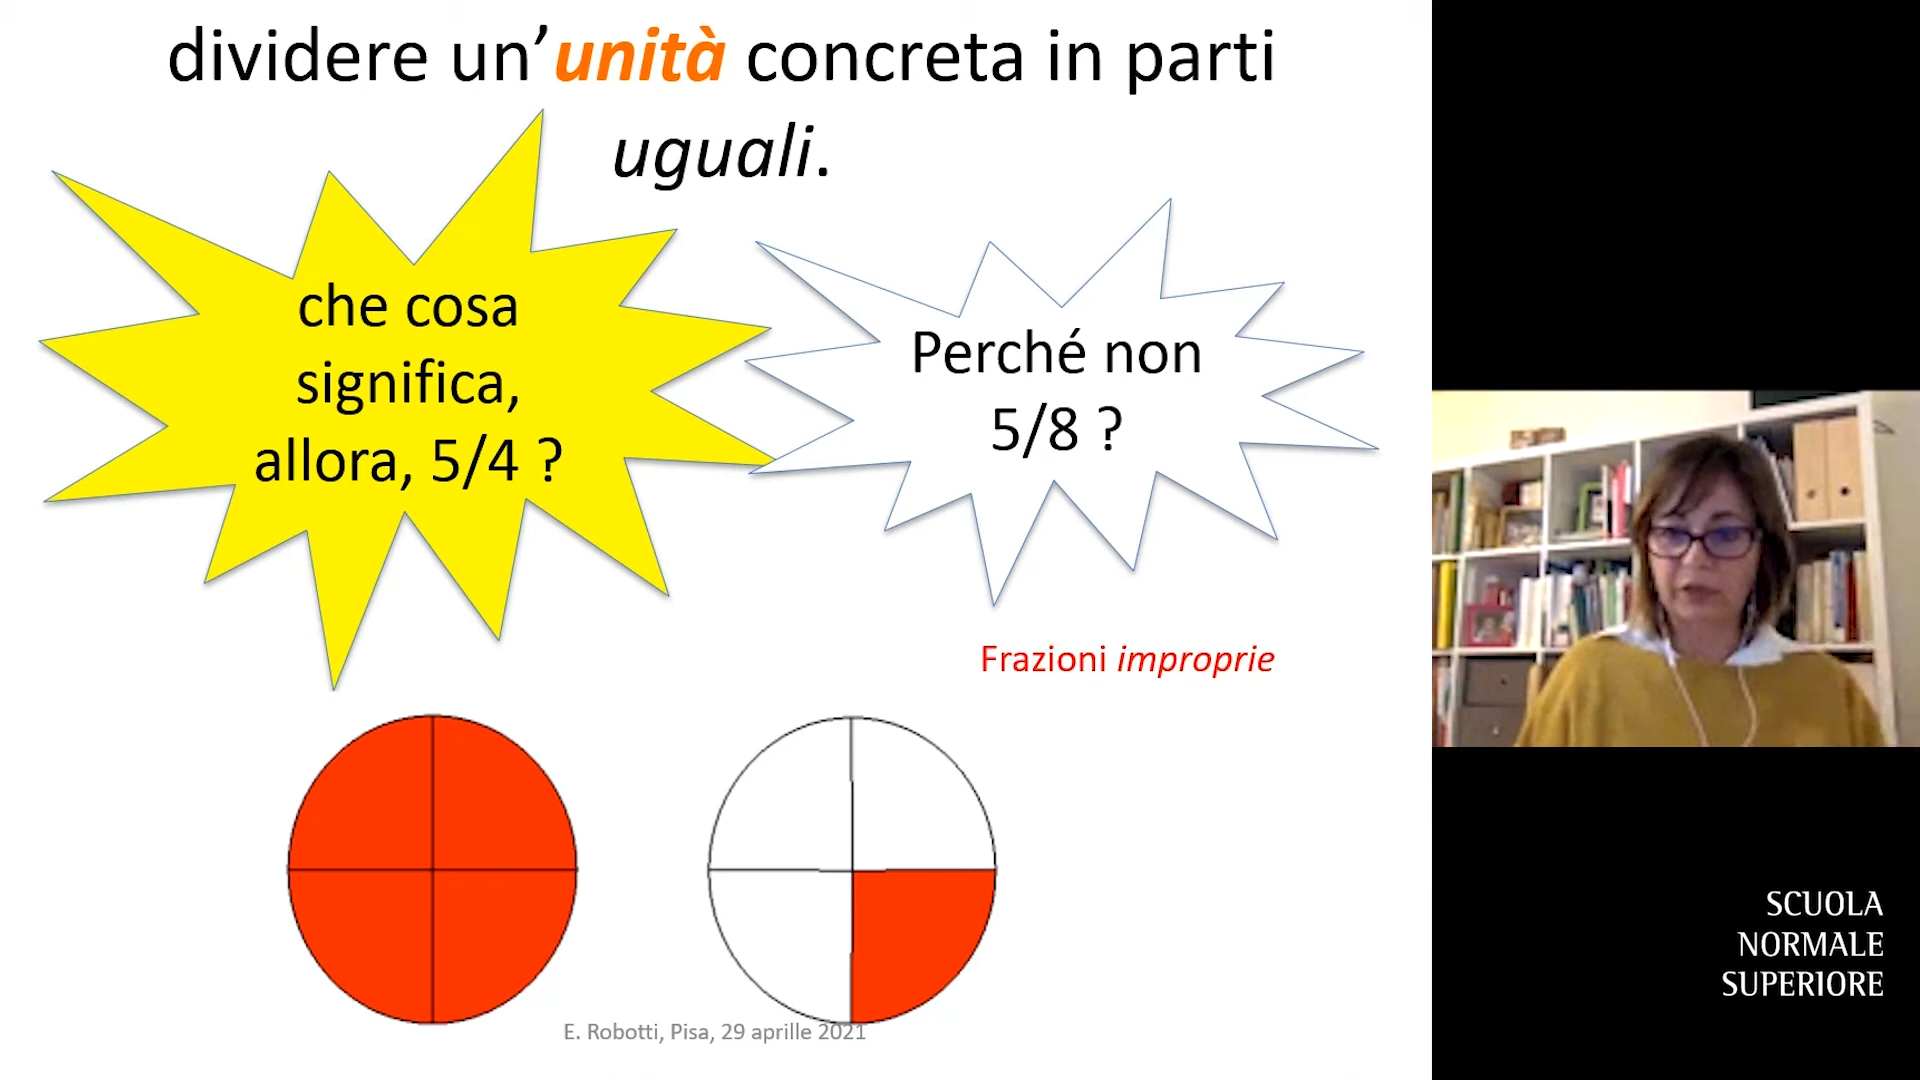 dividere un’unità concreta in parti
uguali.
che cosa
significa,
allora, 5/4 ?
Perché non
5/8 ?
Frazioni improprie
E. Robotti, Pisa, 29 aprille 2021
SCUOLA
NORMALE
SUPERIORE